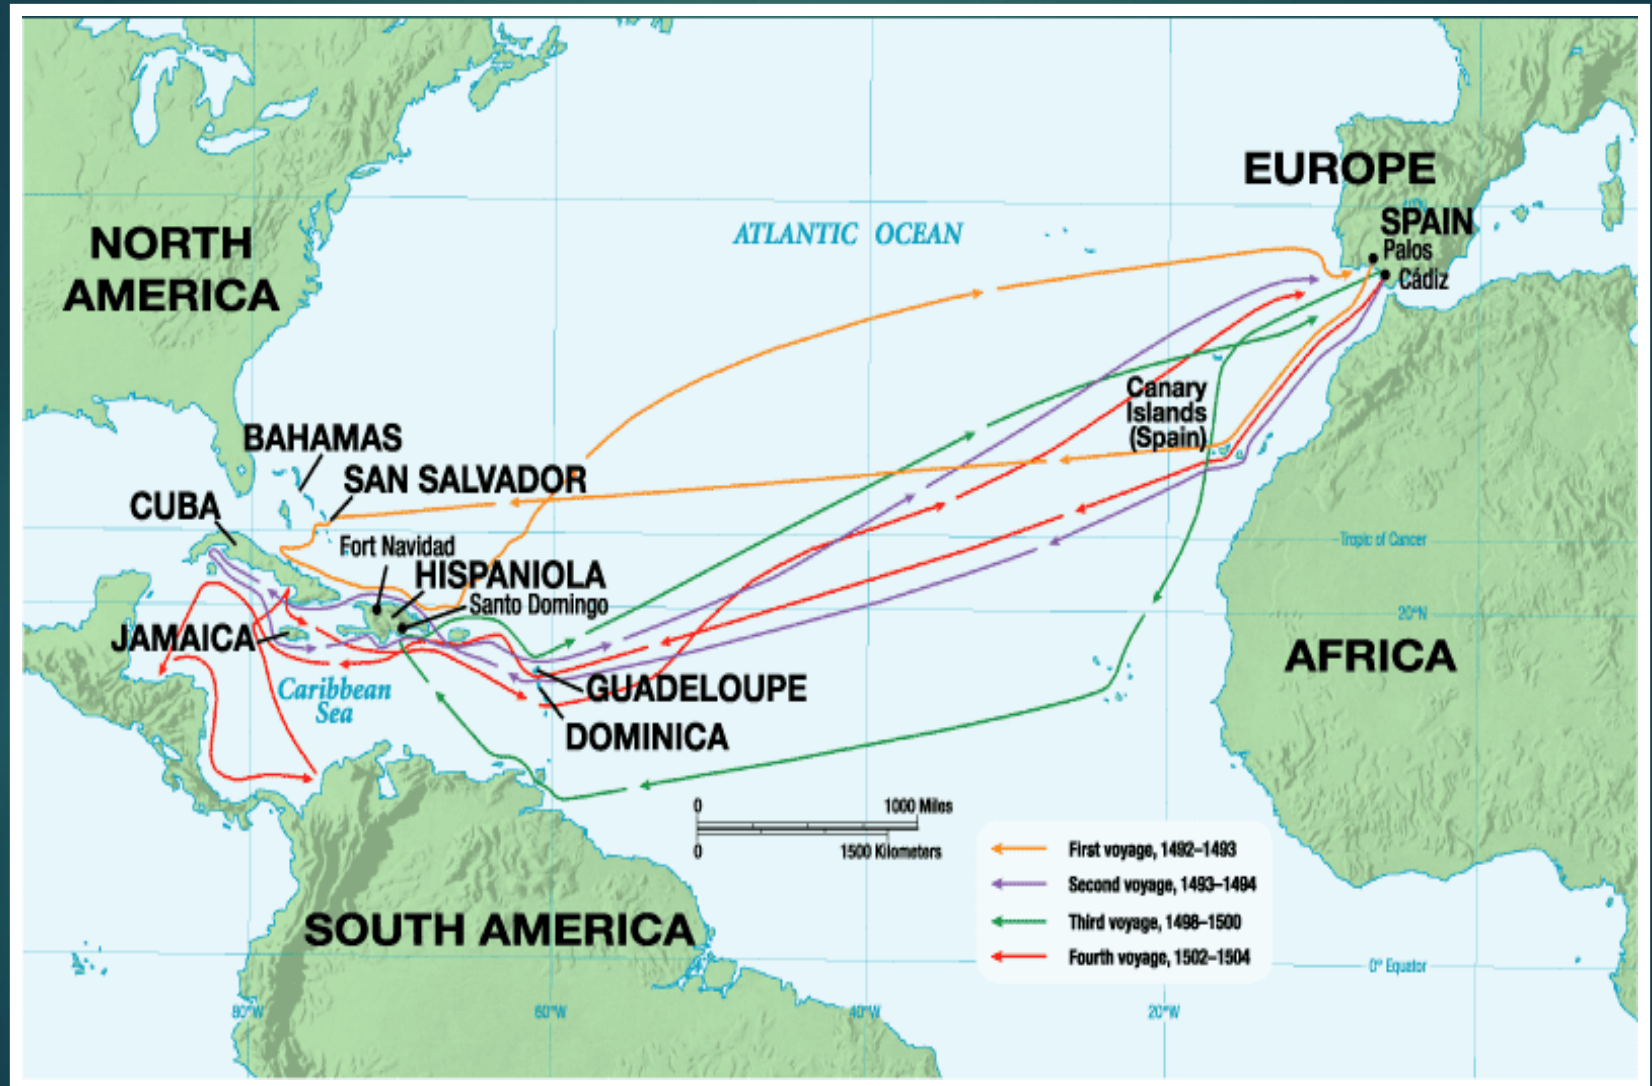 EUROPE
40°N
SPAIN
Palos
Cádiz
ATLANTIC OCEAN
NORTH
AMERICA
Canary
Islands
(Spain)
BAHAMAS
SAN SALVADOR
CUBA
Fort Navidad
HISPANIOLA
Santo Domingo
JAMAICA
Tropic of Cancer
20°N
AFRICA
Caribbean
Sea
GUADELOUPE
DOMINICA
0
1000 Miles
0
1500 Kilometers
First voyage, 1492–1493
Second voyage, 1493–1494
Third voyage, 1498–1500
Fourth voyage, 1502–1504
SOUTH AMERICA
0° Equator
80°W
60°W
40°W
20°W